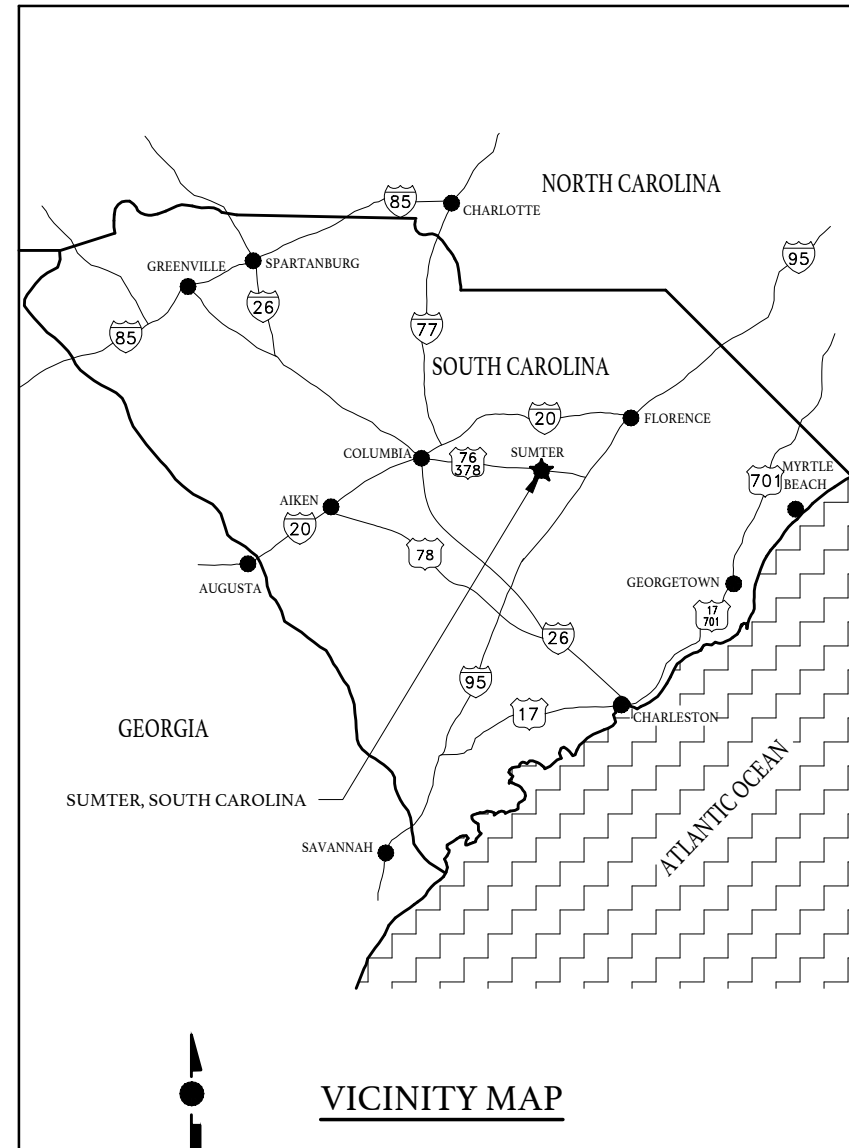 NORTH CAROLINA
85
CHARLOTTE
95
GREENVILLE
SPARTANBURG
26
85
77
SOUTH CAROLINA
20
FLORENCE
COLUMBIA
76
378
SUMTER
701
MYRTLE
BEACH
AIKEN
20
78
AUGUSTA
GEORGETOWN
17
701
26
95
17
CHARLESTON
GEORGIA
SUMTER, SOUTH CAROLINA
ATLANTIC OCEAN
SAVANNAH
VICINITY MAP